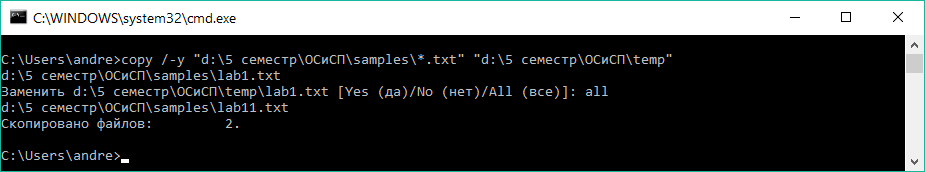 C:\WINDOWS\system32\cmd.exe
C:\Users\andre>copy /-y "d:\5 семестр\ОСиСП\samples\*.txt" "d:\5 семестр\ОСиСП\temp"
d:\5 семестр\ОСиСП\samples\lab1.txt
Заменить d:\5 семестр\ОСиСП\temp\lab1.txt [Yes (да)/No (нет)/All (все)]: all
d:\5 семестр\ОСиСП\samples\lab11.txt
Скопировано файлов:         2.
C:\Users\andre>